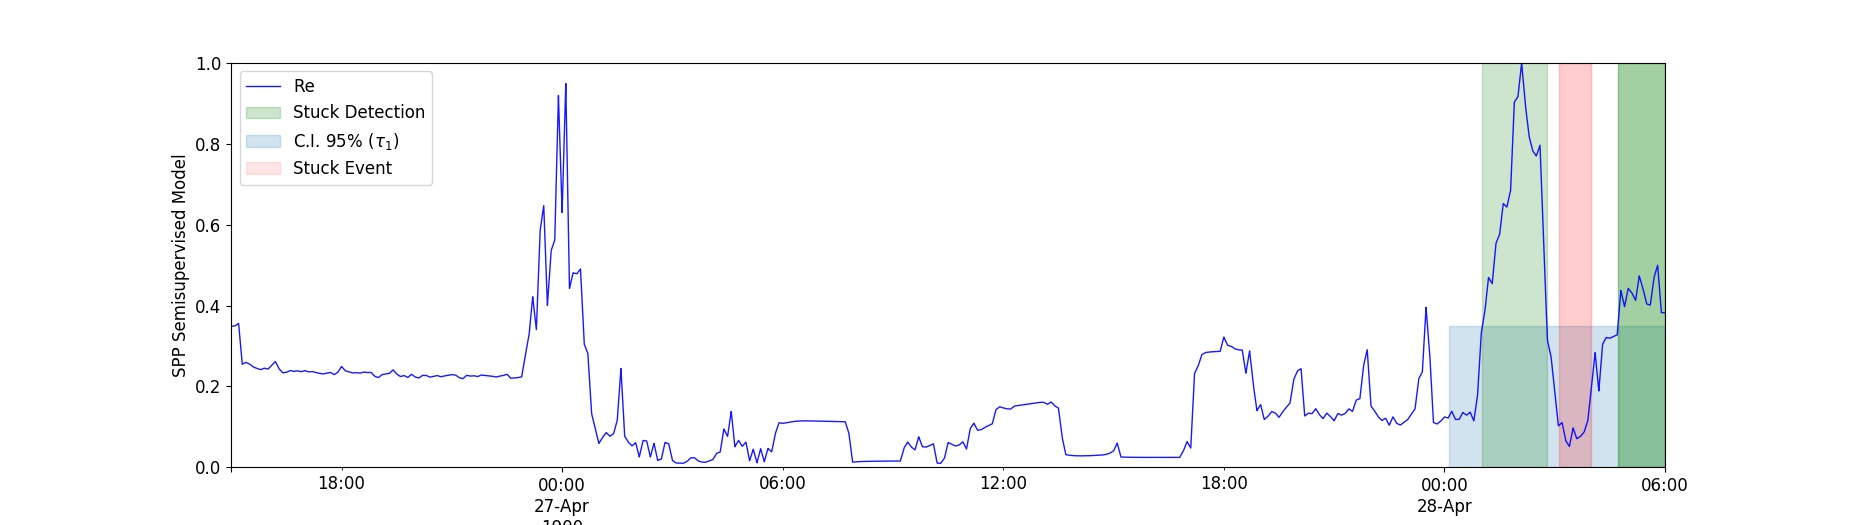 SPP Semisupervised Model
1.0
0.8
0.6
0.4
0.2
0.0
Re
Stuck Detection
C.I. 95% (τ₁)
Stuck Event
18:00
00:00
27-Apr
1900
06:00
12:00
18:00
00:00
28-Apr
06:00